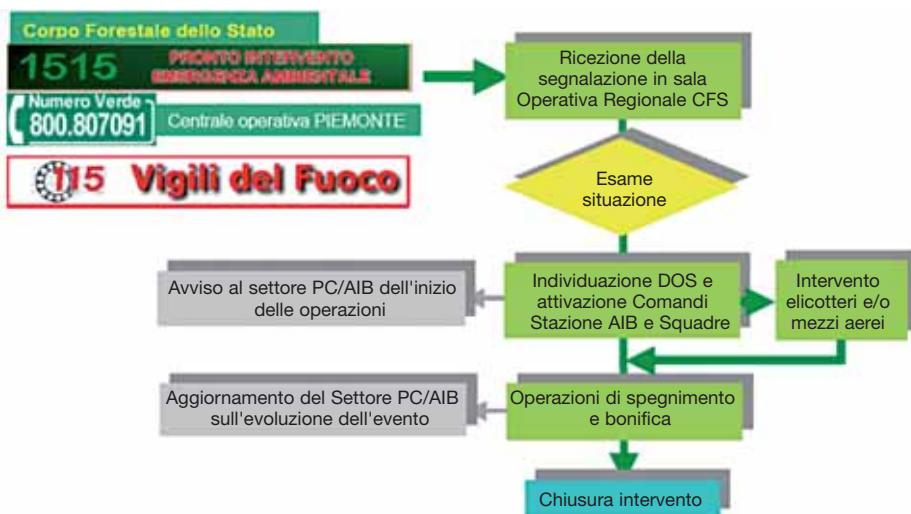 Corpo Forestale dello Stato
1515
PRONTO INTERVENTO
EMERGENZA AMBIENTALE
Numero Verde
800.807091
Centrale operativa PIEMONTE
115 Vigili del Fuoco
Ricezione della
segnalazione in sala
Operativa Regionale CFS
Esame
situazione
Avviso al settore PC/AIB dell'inizio
delle operazioni
Individuazione DOS e
attivazione Comandi
Stazione AIB e Squadre
Intervento
elicotteri e/o
mezzi aerei
Aggiornamento del Settore PC/AIB
sull'evoluzione dell'evento
Operazioni di spegnimento
e bonifica
Chiusura intervento